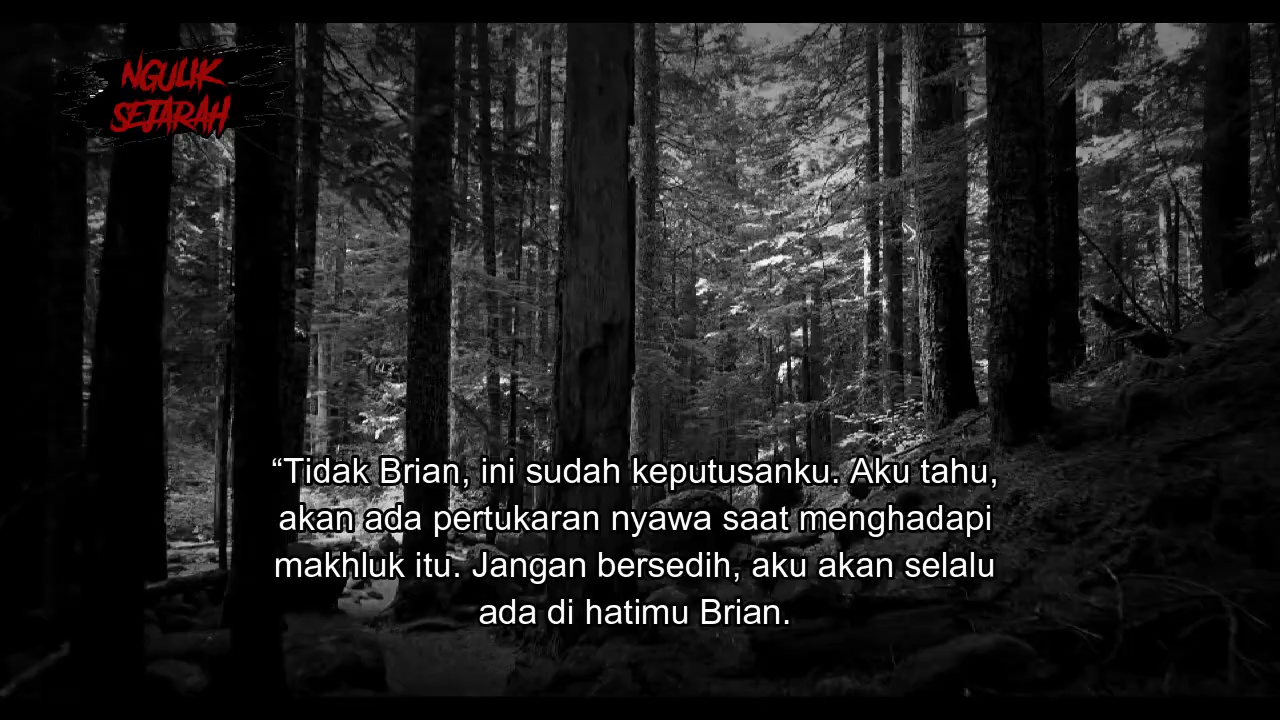 NGULIK
SEJARAH
“Tidak Brian, ini sudah keputusanku. Aku tahu,
akan ada pertukaran nyawa saat menghadapi
makhluk itu. Jangan bersedih, aku akan selalu
ada di hatimu Brian.